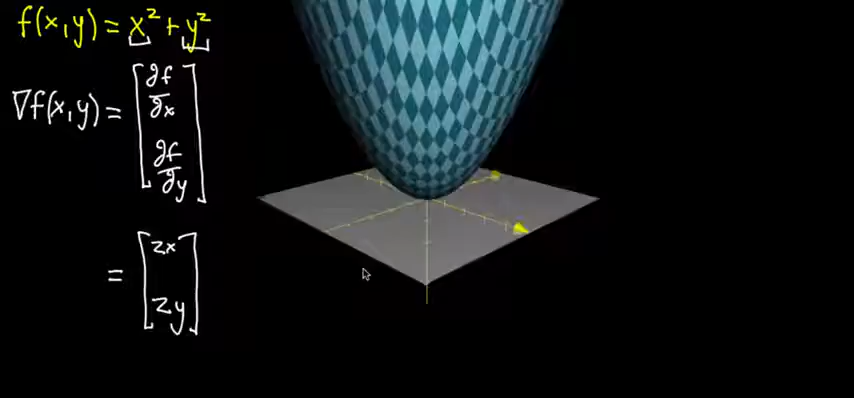 f(x,y) = x² + y²
∇f(x,y) = [∂f/∂x
∂f/∂y]
= [2x
2y]